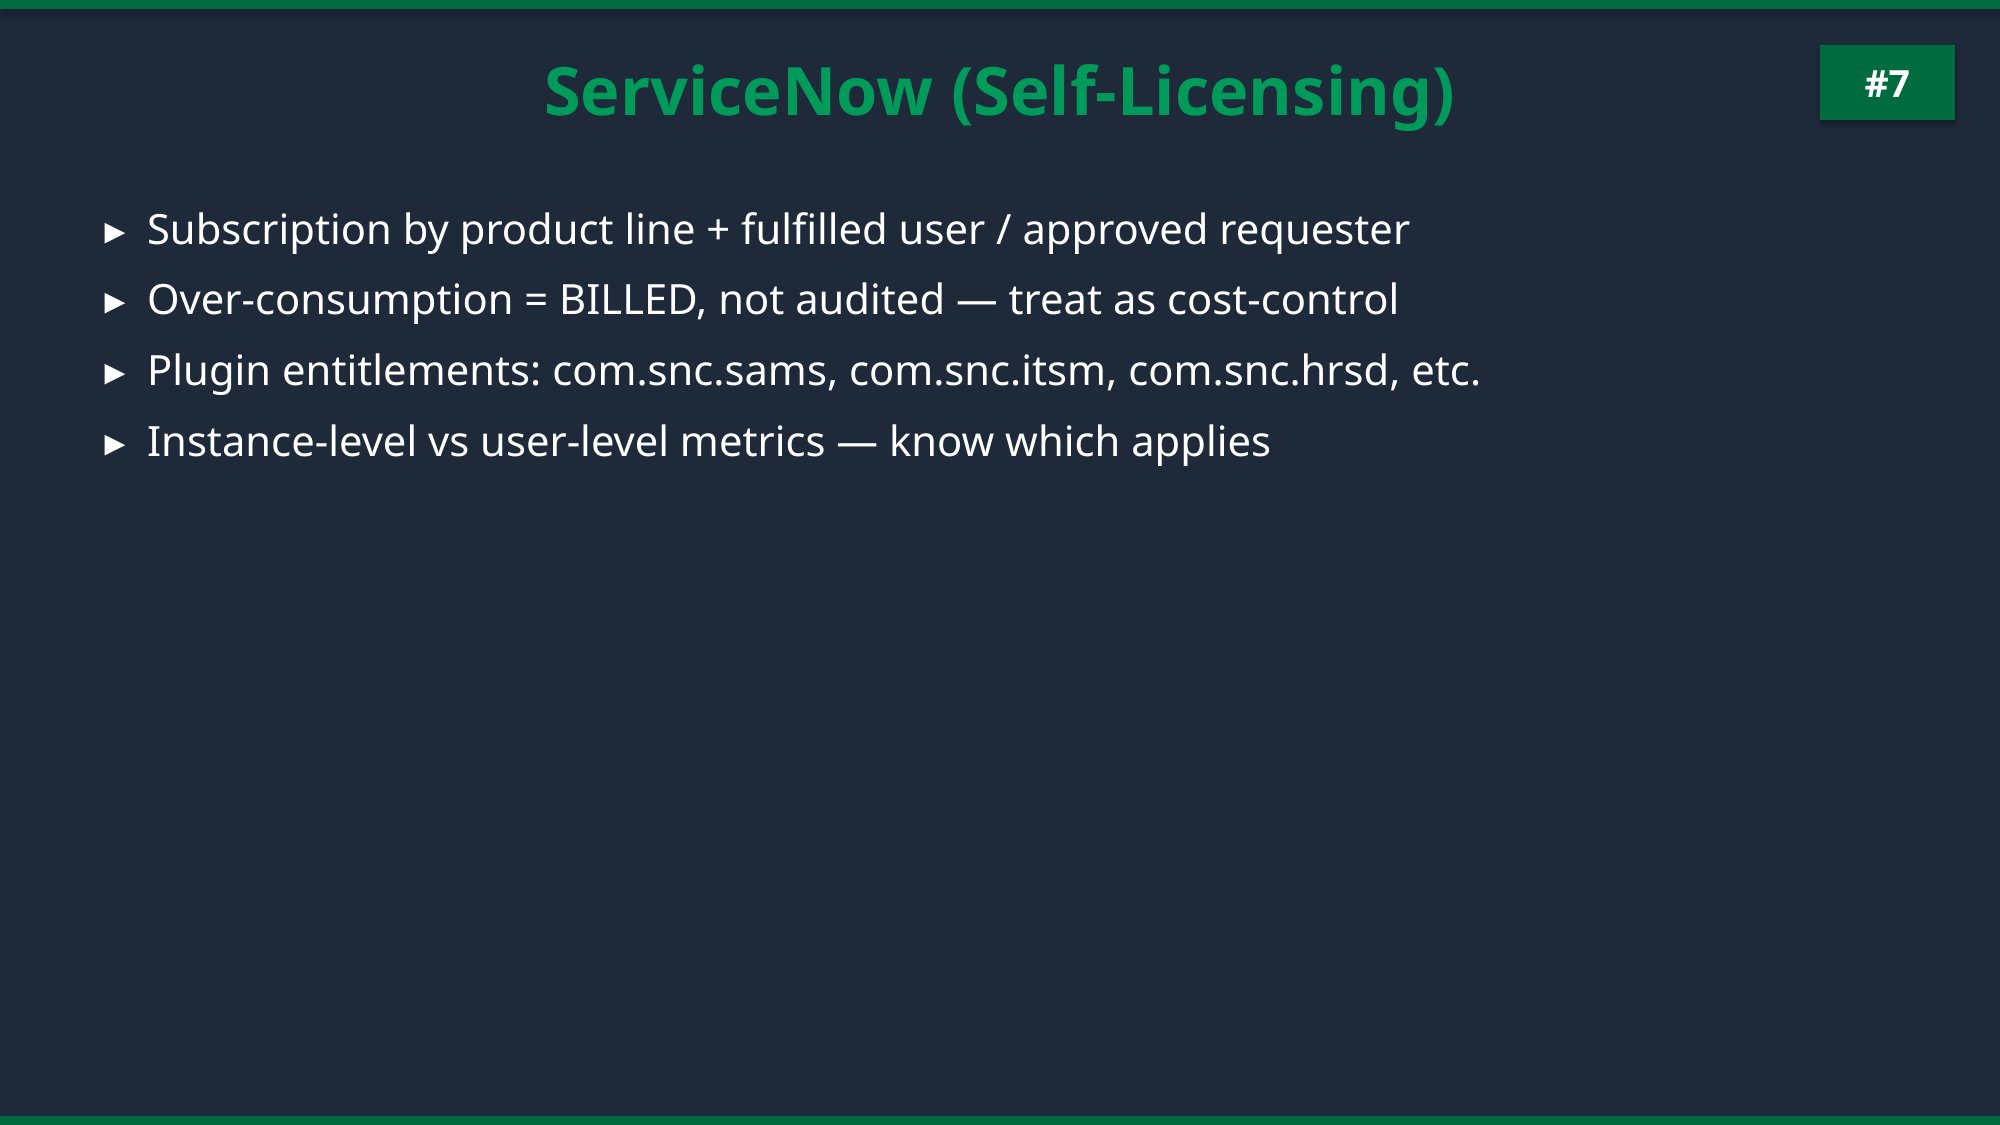 ServiceNow (Self-Licensing)
#7
▸ Subscription by product line + fulfilled user / approved requester
▸ Over-consumption = BILLED, not audited — treat as cost-control
▸ Plugin entitlements: com.snc.sams, com.snc.itsm, com.snc.hrsd, etc.
▸ Instance-level vs user-level metrics — know which applies